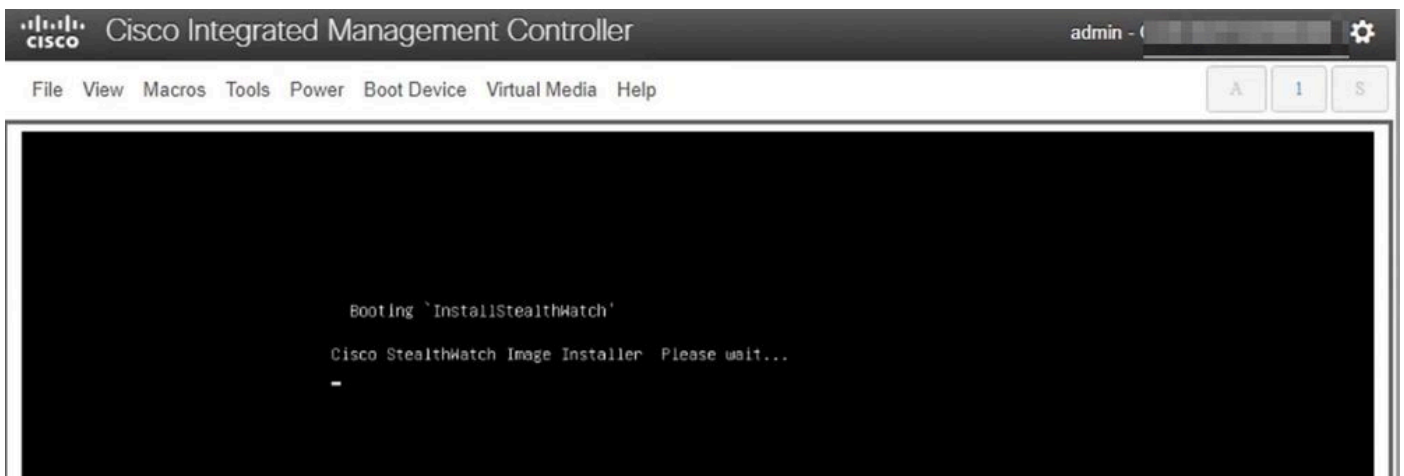 CISCO Cisco Integrated Management Controller admin - (
File View Macros Tools Power Boot Device Virtual Media Help A 1 S
Booting `InstallStealthWatch'
Cisco StealthWatch Image Installer Please wait...